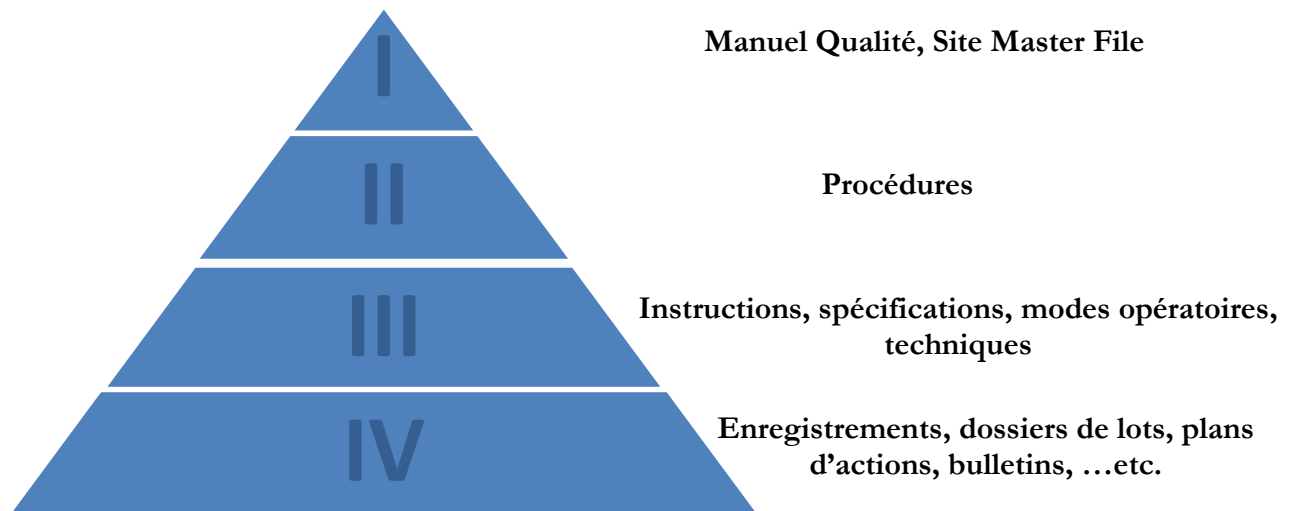 I
Manuel Qualité, Site Master File
II
Procédures
III
Instructions, spécifications, modes opératoires,
techniques
IV
Enregistrements, dossiers de lots, plans
d’actions, bulletins, …etc.